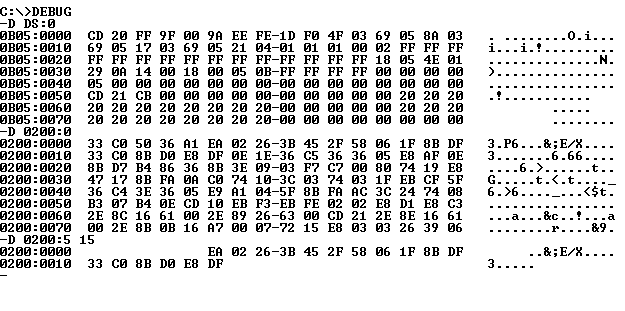 C:\>DEBUG
-D DS:0
0B05:0000  CD 20 FF 9F 00 9A EE FE-1D F0 4F 03 69 05 8A 03   . ........O.i...
0B05:0010  69 05 17 03 69 05 21 04-01 01 01 00 02 FF FF FF   i...i.!.........
0B05:0020  FF FF FF FF FF FF FF FF-FF FF FF FF 18 05 4E 01   ..............N.
0B05:0030  29 0A 14 00 18 00 05 0B-FF FF FF FF 00 00 00 00   )...............
0B05:0040  05 00 00 00 00 00 00 00-00 00 00 00 00 00 00 00   ................
0B05:0050  CD 21 CB 00 00 00 00 00-00 00 00 00 00 20 20 20   .!...........
0B05:0060  20 20 20 20 20 20 20 20-00 00 00 00 00 20 20 20           .....
0B05:0070  20 20 20 20 20 20 20 20-00 00 00 00 00 00 00 00           ........
-D 0200:0
0200:0000  33 C0 50 36 A1 EA 02 26-3B 45 2F 58 06 1F 8B DF   3.P6...&;E/X....
0200:0010  33 C0 8B D0 E8 DF 0E 1E-36 C5 36 36 05 E8 AF 0E   3.......6.66....
0200:0020  8B D7 B4 86 36 8B 3E 09-03 F7 C7 00 80 74 19 E8   ....6.>......t..
0200:0030  47 17 8B FA 0A C0 74 10-3C 03 74 03 1F EB CF 5F   G.....t.<.t...._
0200:0040  36 C4 3E 36 05 E9 A1 04-5F 8B FA AC 3C 24 74 08   6.>6...._...<$t.
0200:0050  B3 07 B4 0E CD 10 EB F3-EB FE 02 02 E8 D1 E8 C3   ................
0200:0060  2E 8C 16 61 00 2E 89 26-63 00 CD 21 2E 8E 16 61   ...a...&c..!...a
0200:0070  00 2E 8B 0B 16 A7 00 07-72 15 E8 03 03 26 39 06   ........r....&9.
-D 0200:5 15
0200:0000                 EA 02 26-3B 45 2F 58 06 1F 8B DF        ..&;E/X....
0200:0010  33 C0 8B D0 E8 DF                                 3.....